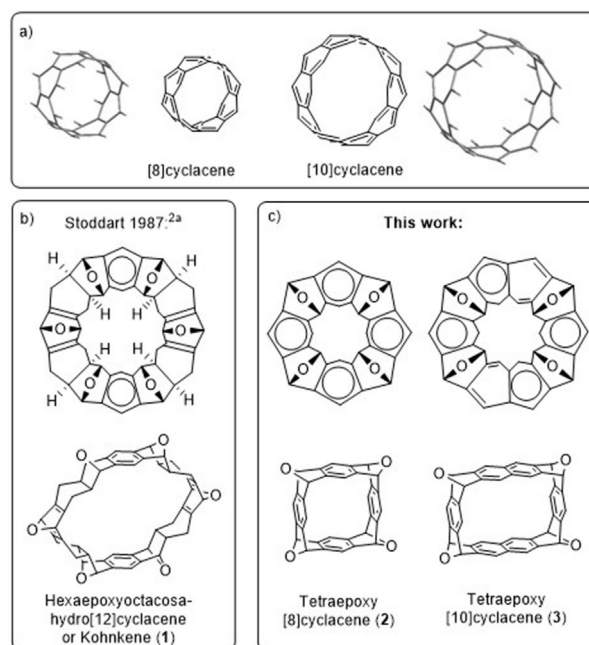 a)
[8]cyclacene
[10]cyclacene
b)
Stoddart 1987:2a
H H
O O
H H
O O
H H
O O
H H
O
O
O
O
O O
Hexaepoxyoctacosa-
hydro[12]cyclacene
or Kohnkene (1)
c)
This work:
O O
O O
O O
O O
O O
O O
O O
O O
Tetraepoxy
[8]cyclacene (2)
Tetraepoxy
[10]cyclacene (3)